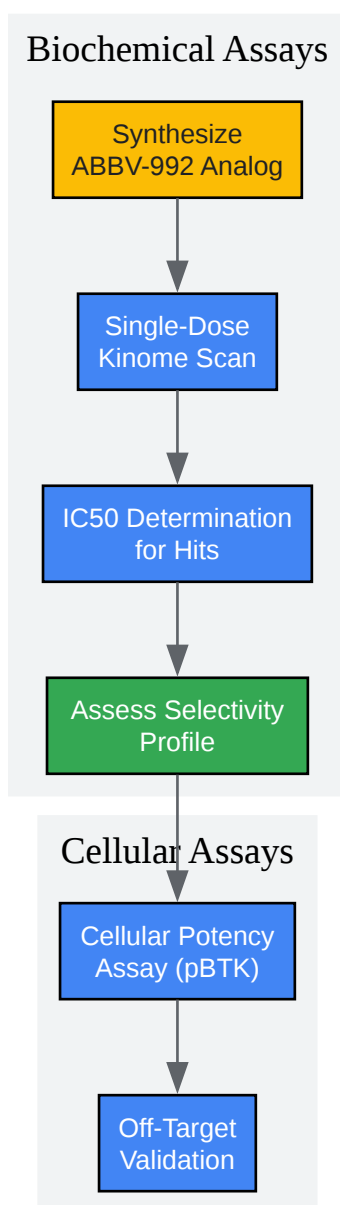 Biochemical Assays
Synthesize
ABBV-992 Analog
Single-Dose
Kinome Scan
IC50 Determination
for Hits
Assess Selectivity
Profile
Cellular Assays
Cellular Potency
Assay (pBTK)
Off-Target
Validation